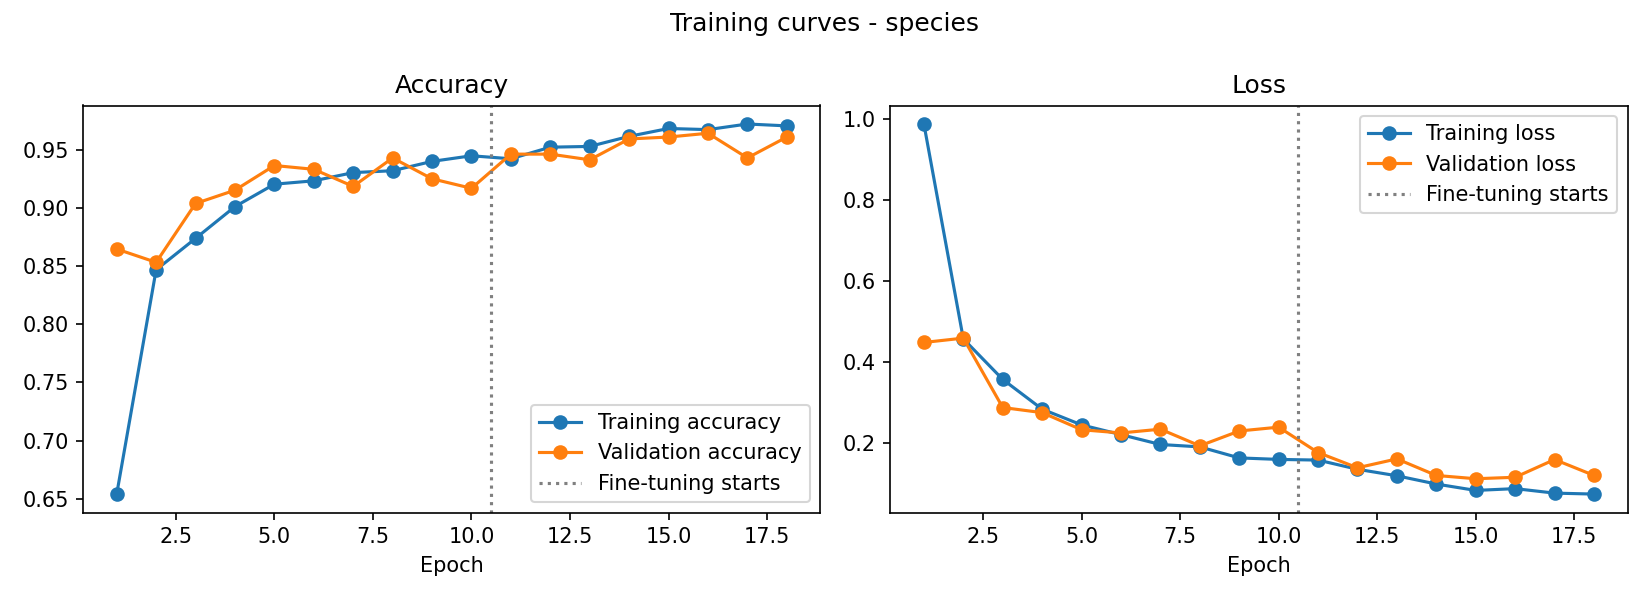 Training curves - species
Accuracy
0.95
0.90
0.85
0.80
0.75
0.70
0.65
Training accuracy
Validation accuracy
Fine-tuning starts
2.5 5.0 7.5 10.0 12.5 15.0 17.5
Epoch
Loss
1.0
0.8
0.6
0.4
0.2
Training loss
Validation loss
Fine-tuning starts
2.5 5.0 7.5 10.0 12.5 15.0 17.5
Epoch